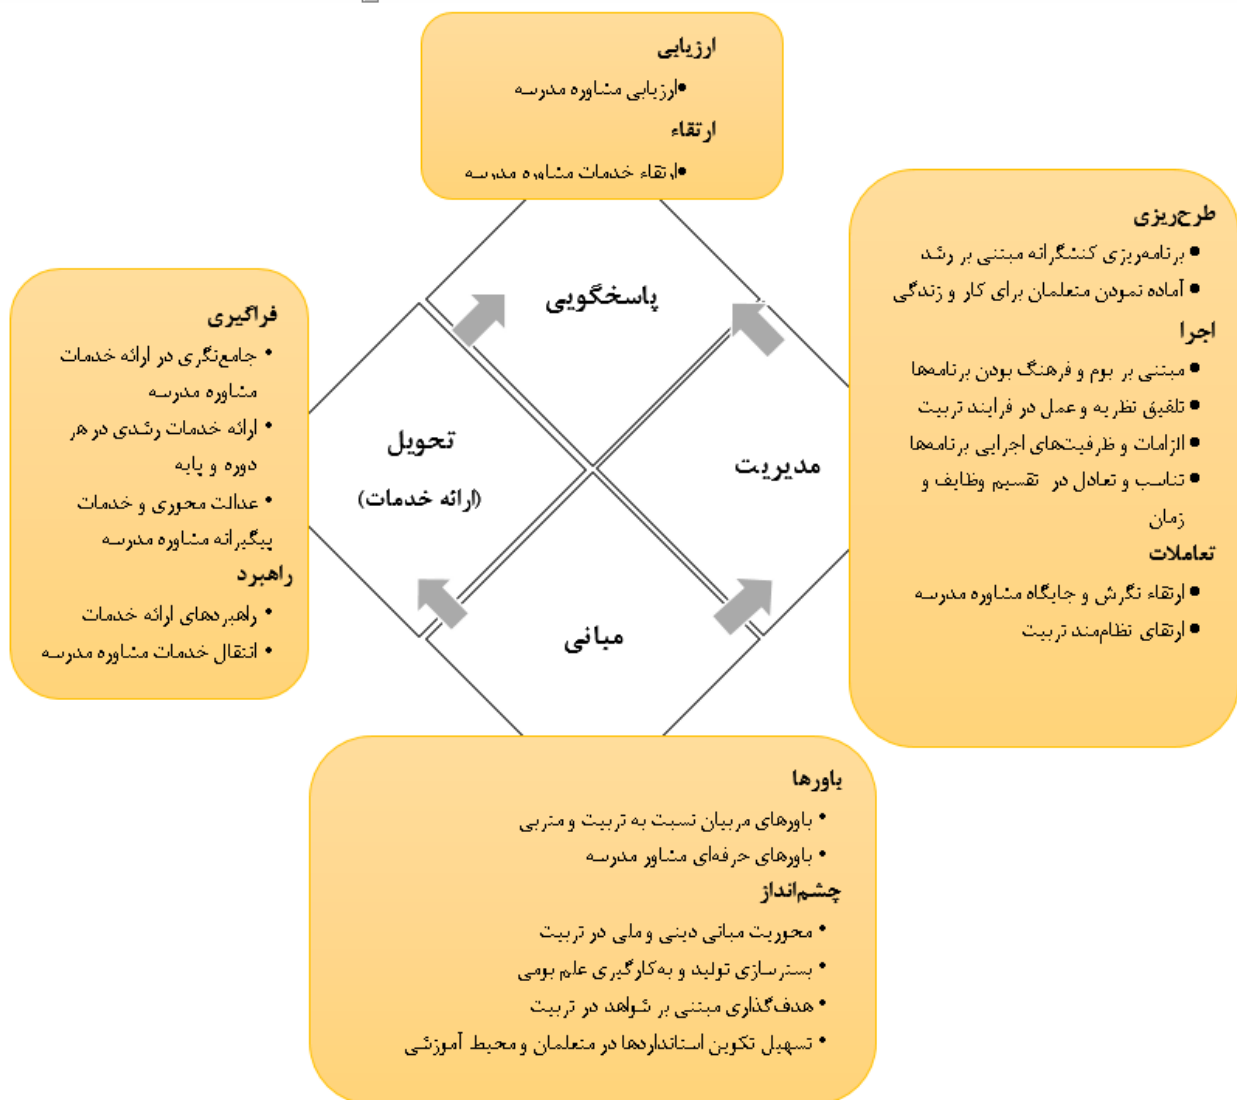 ارزیابی
•ارزیابی مشاوره مدرسه
ارتقاء
•ارتقاء خدمات مشاوره مدرسه
طرح‌ریزی
• برنامه‌ریزی کنشگرانه مبتنی بر رشد
• آماده نمودن متعلمان برای کار و زندگی
اجرا
• مبتنی بر بوم و فرهنگ بودن برنامه‌ها
• تلفیق نظریه و عمل در فرایند تربیت
• الزامات و ظرفیت‌های اجرایی برنامه‌ها
• تناسب و تعادل در تقسیم وظایف و
زمان
تعاملات
• ارتقاء نگرش و جایگاه مشاوره مدرسه
• ارتقای نظام‌مند تربیت
پاسخگویی
مدیریت
تحویل
(ارائه خدمات)
مبانی
فراگیری
• جامع‌نگری در ارائه خدمات
مشاوره مدرسه
• ارائه خدمات رشدی در هر
دوره و پایه
• عدالت محوری و خدمات
پیگیرانه مشاوره مدرسه
راهبرد
• راهبردهای ارائه خدمات
• انتقال خدمات مشاوره مدرسه
باورها
• باورهای مربیان نسبت به تربیت و متربی
• باورهای حرفه‌ای مشاور مدرسه
چشم‌انداز
• محوریت مبانی دینی و ملی در تربیت
• بسترسازی تولید و به‌کارگیری علم بومی
• هدف‌گذاری مبتنی بر شواهد در تربیت
• تسهیل تکوین استانداردها در متعلمان و محیط آموزشی